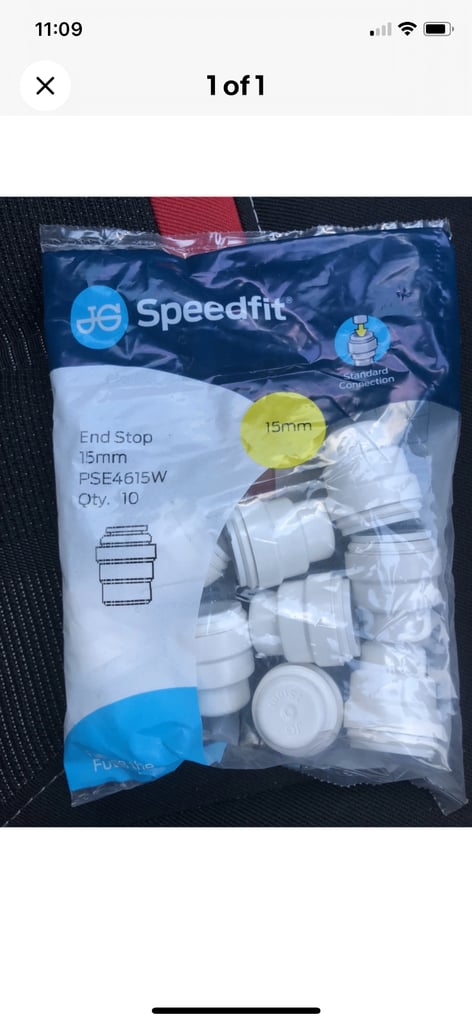 11:09
1 of 1
JG Speedfit®
Standard
Connection
15mm
End Stop
15mm
PSE4615W
Qty. 10